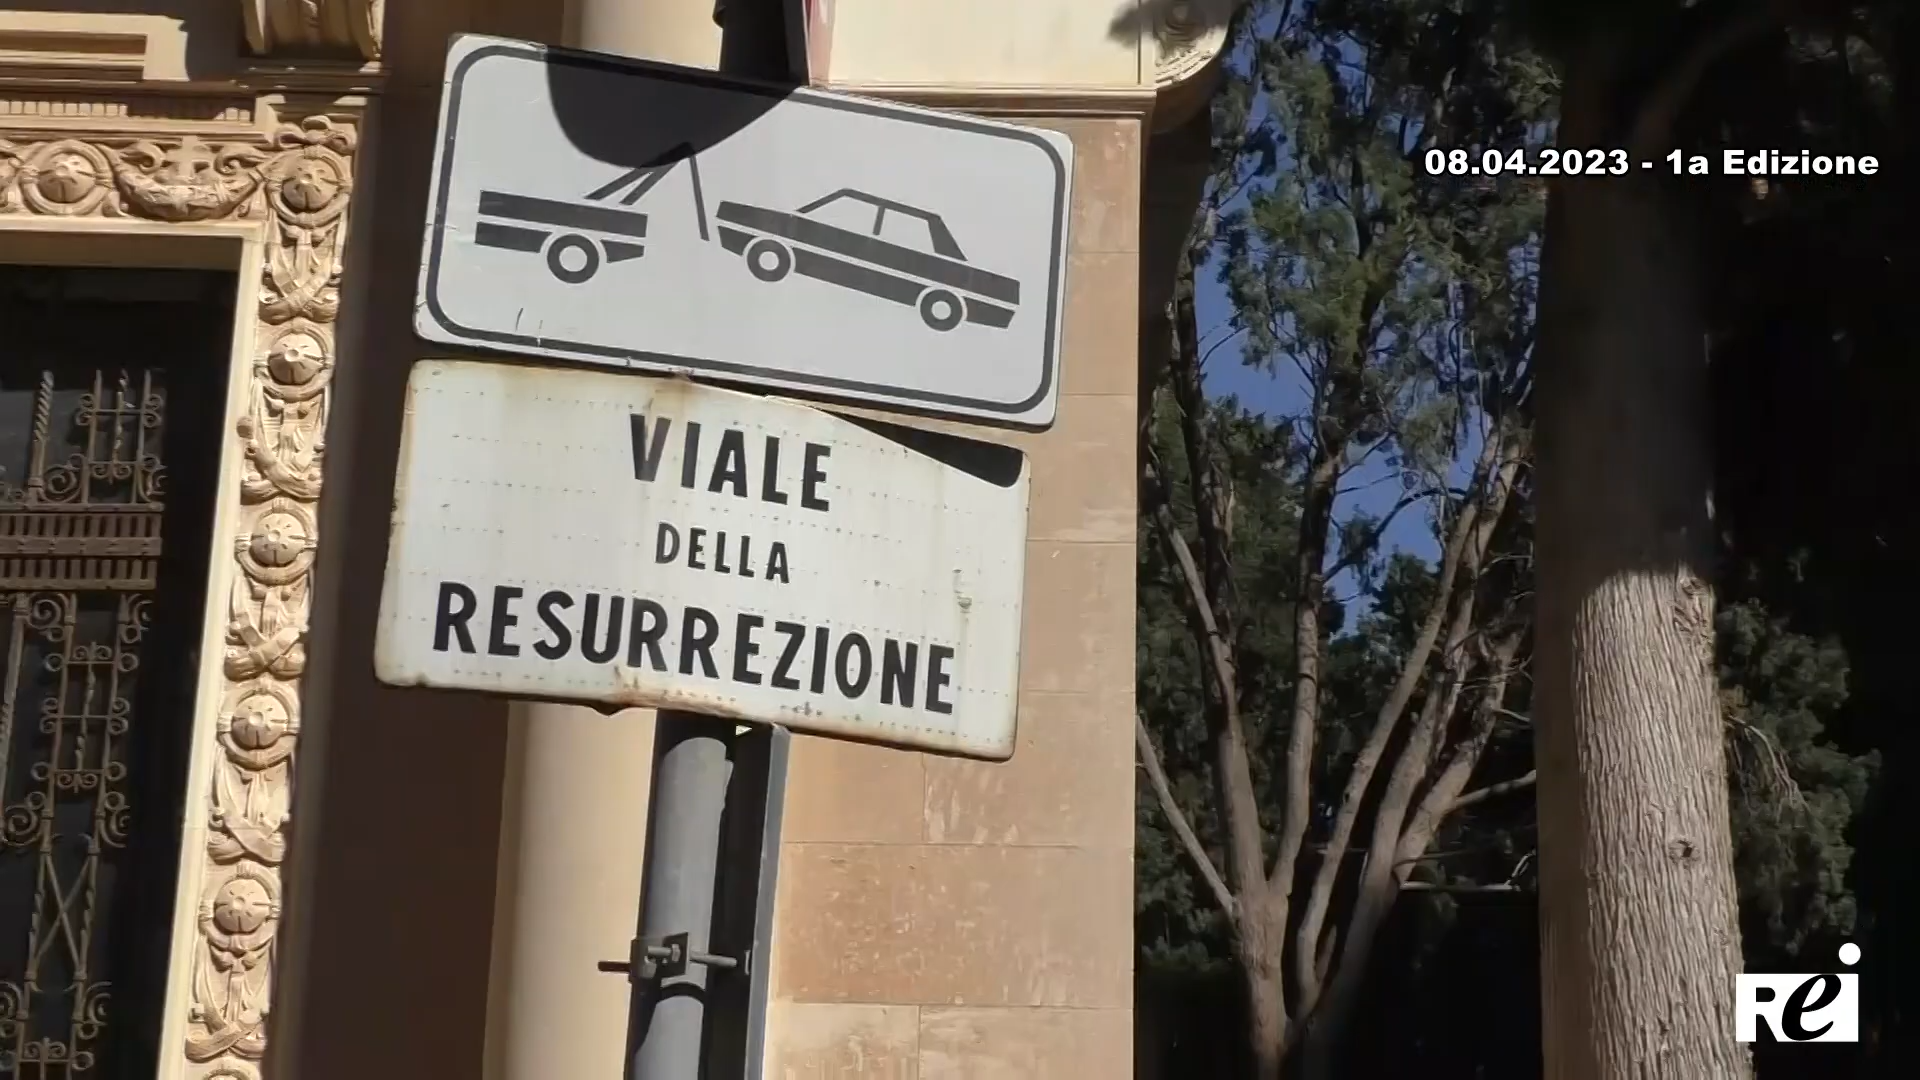 08.04.2023 - 1a Edizione
VIALE
DELLA
RESURREZIONE
Rei